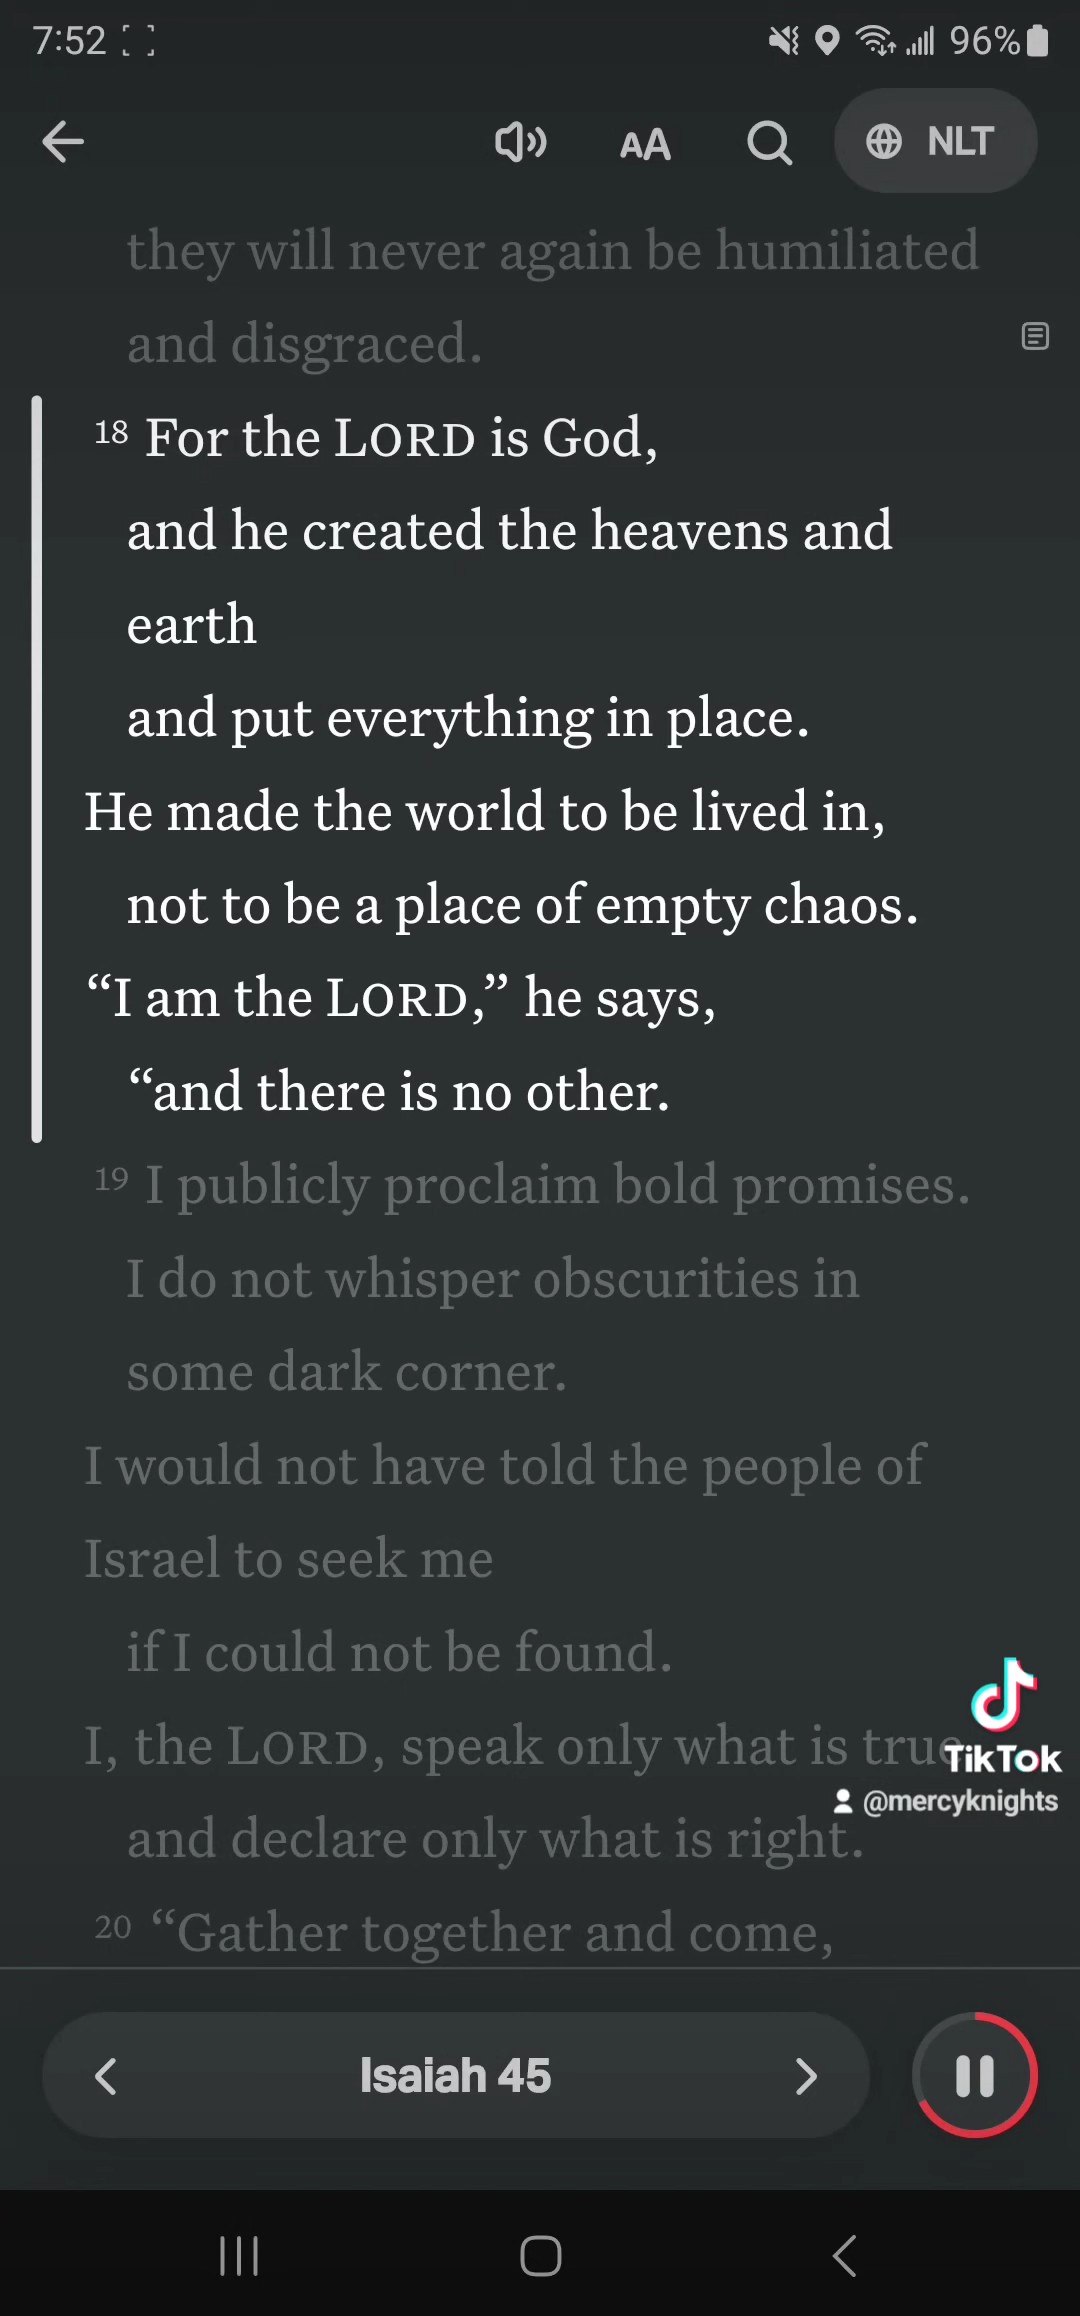 7:52
96%
AA
NLT
they will never again be humiliated
and disgraced.
18 For the LORD is God,
and he created the heavens and
earth
and put everything in place.
He made the world to be lived in,
not to be a place of empty chaos.
“I am the LORD,” he says,
“and there is no other.
19 I publicly proclaim bold promises.
I do not whisper obscurities in
some dark corner.
I would not have told the people of
Israel to seek me
if I could not be found.
I, the LORD, speak only what is true
TikTok
@mercyknights
and declare only what is right.
20 “Gather together and come,
Isaiah 45